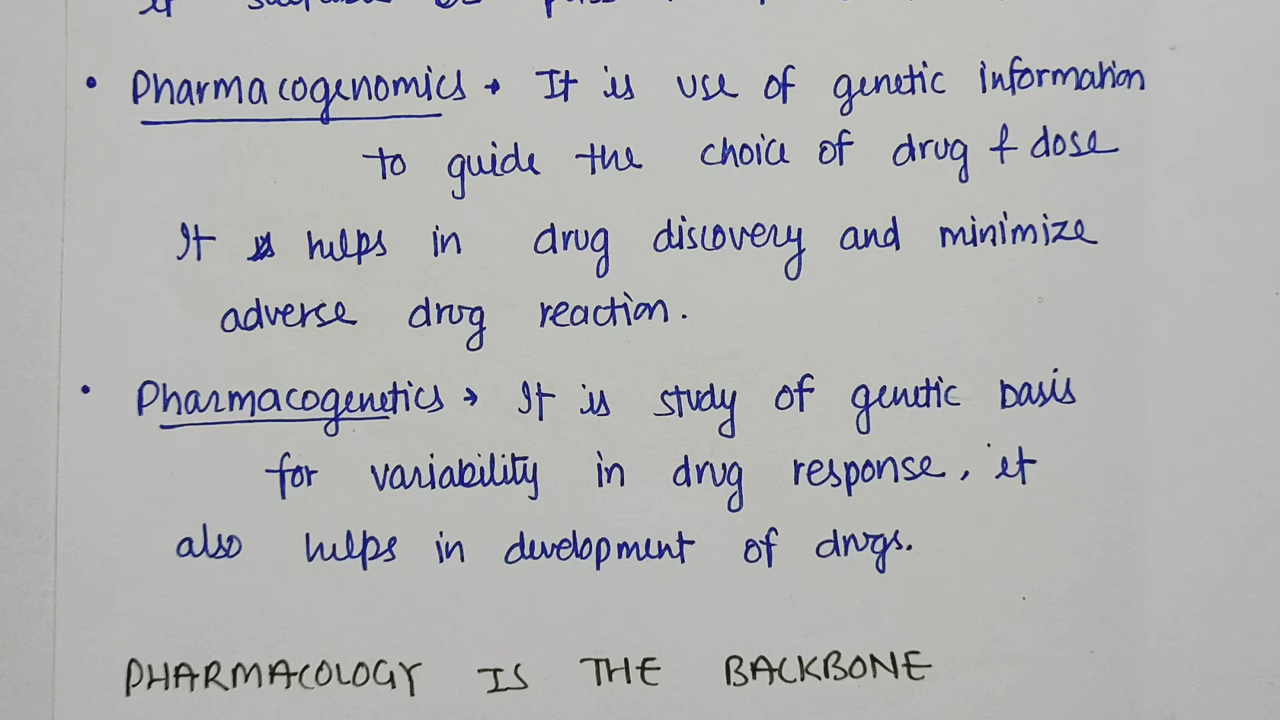 • Pharmacogenomics → It is use of genetic information
to guide the choice of drug & dose
It helps in drug discovery and minimize
adverse drug reaction.
• Pharmacogenetics → It is study of genetic basis
for variability in drug response, it
also helps in development of drugs.
PHARMACOLOGY IS THE BACKBONE